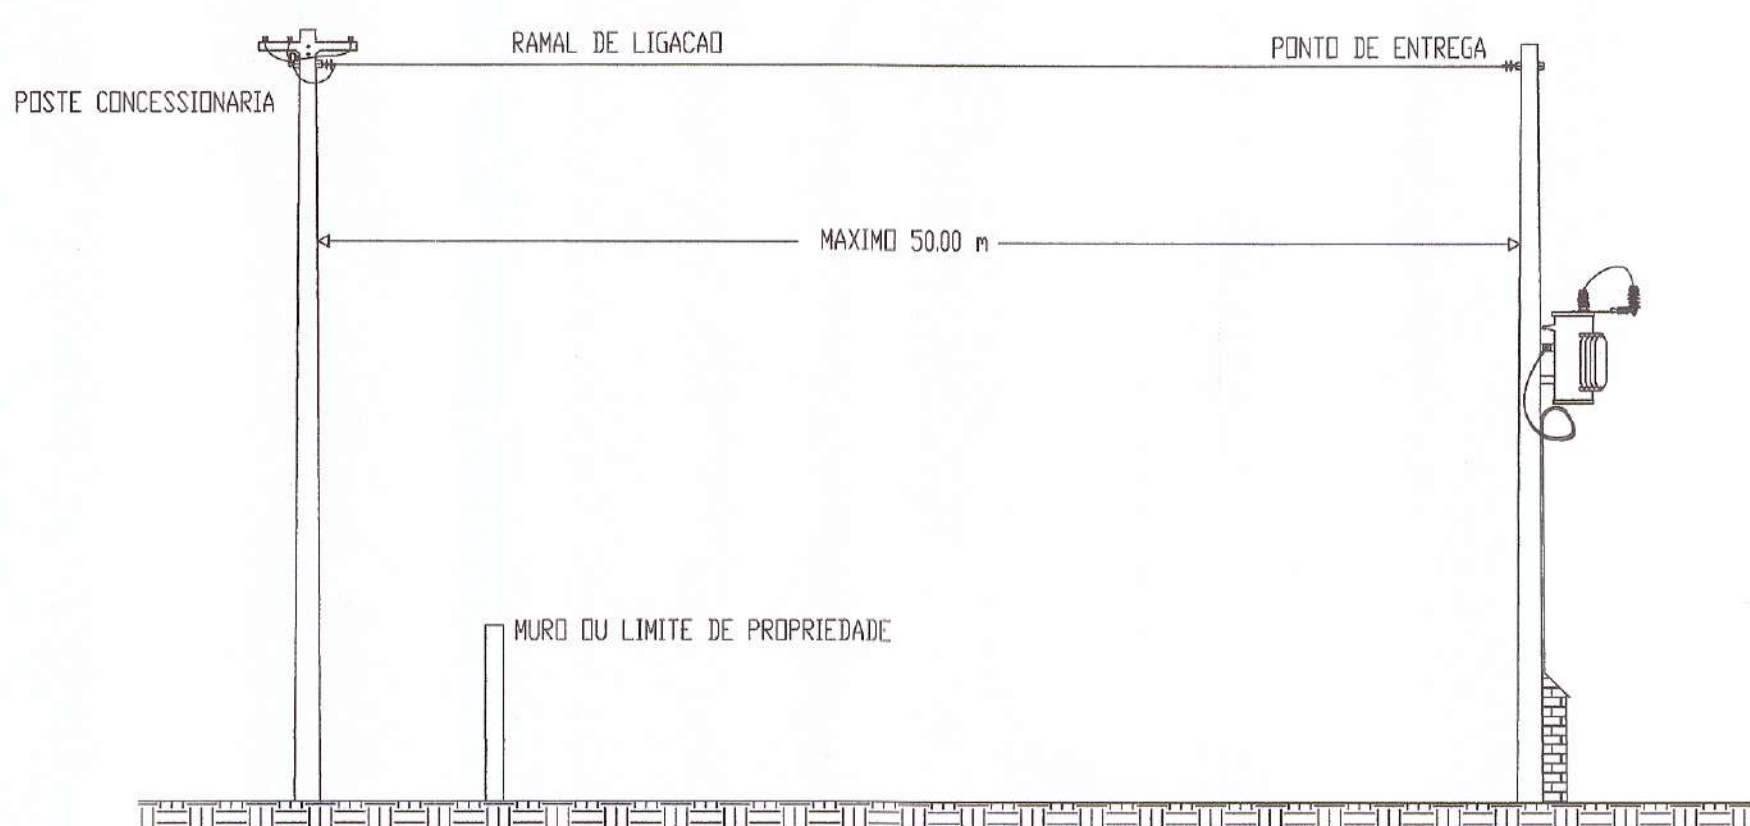 RAMAL DE LIGACAO
PONTO DE ENTREGA
POSTE CONCESSIONARIA
MAXIMO 50.00 m
MURO OU LIMITE DE PROPRIEDADE